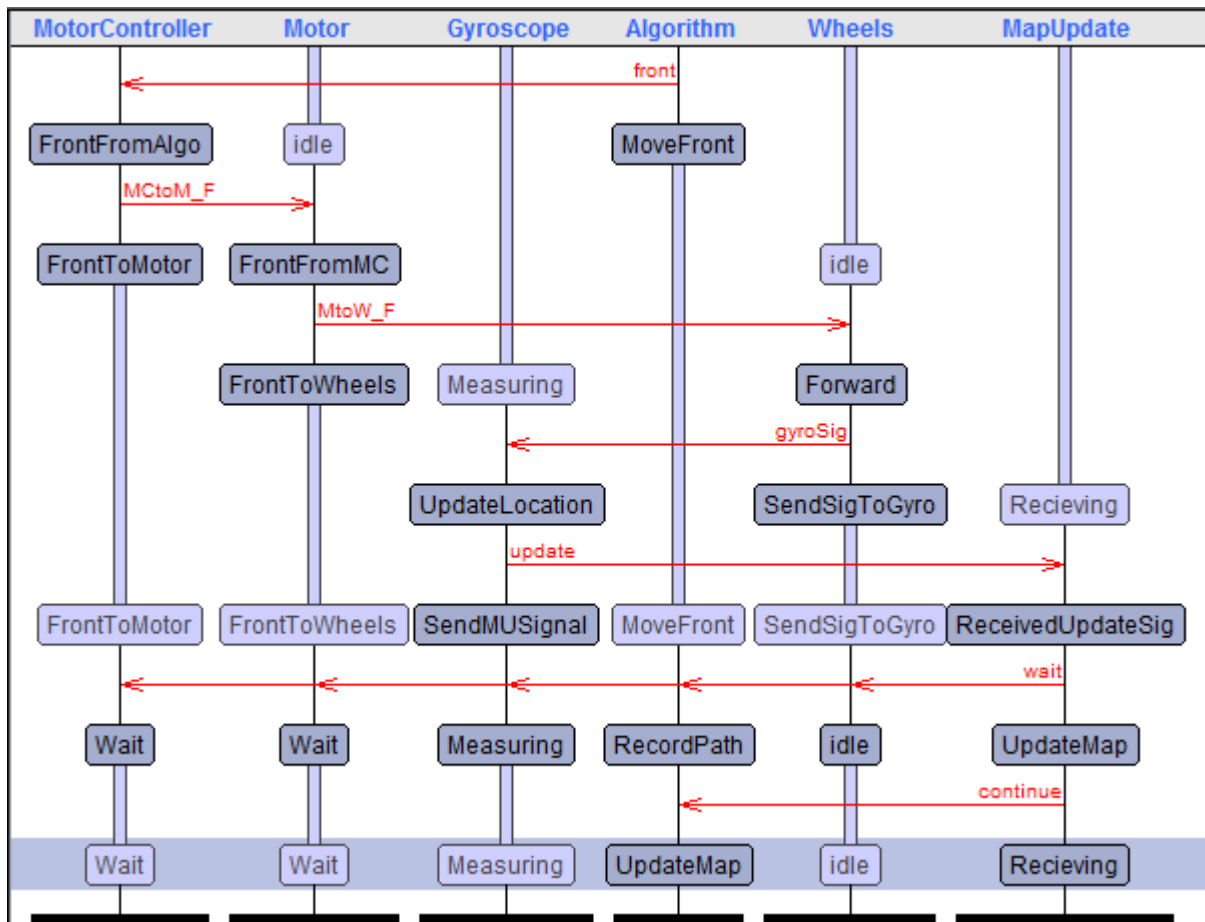 MotorController Motor Gyroscope Algorithm Wheels MapUpdate
front
FrontFromAlgo idle MoveFront
MCtoM_F
FrontToMotor FrontFromMC idle
MtoW_F
FrontToWheels Measuring Forward
gyroSig
UpdateLocation SendSigToGyro Recieving
update
FrontToMotor FrontToWheels SendMUSignal MoveFront SendSigToGyro ReceivedUpdateSig
wait
Wait Wait Measuring RecordPath idle UpdateMap
continue
Wait Wait Measuring UpdateMap idle Recieving